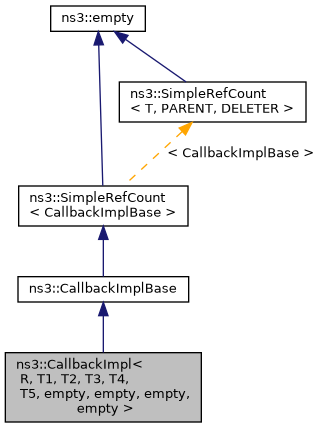 ns3::empty
ns3::SimpleRefCount
< T, PARENT, DELETER >
< CallbackImplBase >
ns3::SimpleRefCount
< CallbackImplBase >
ns3::CallbackImplBase
ns3::CallbackImpl<
R, T1, T2, T3, T4,
T5, empty, empty, empty,
empty >